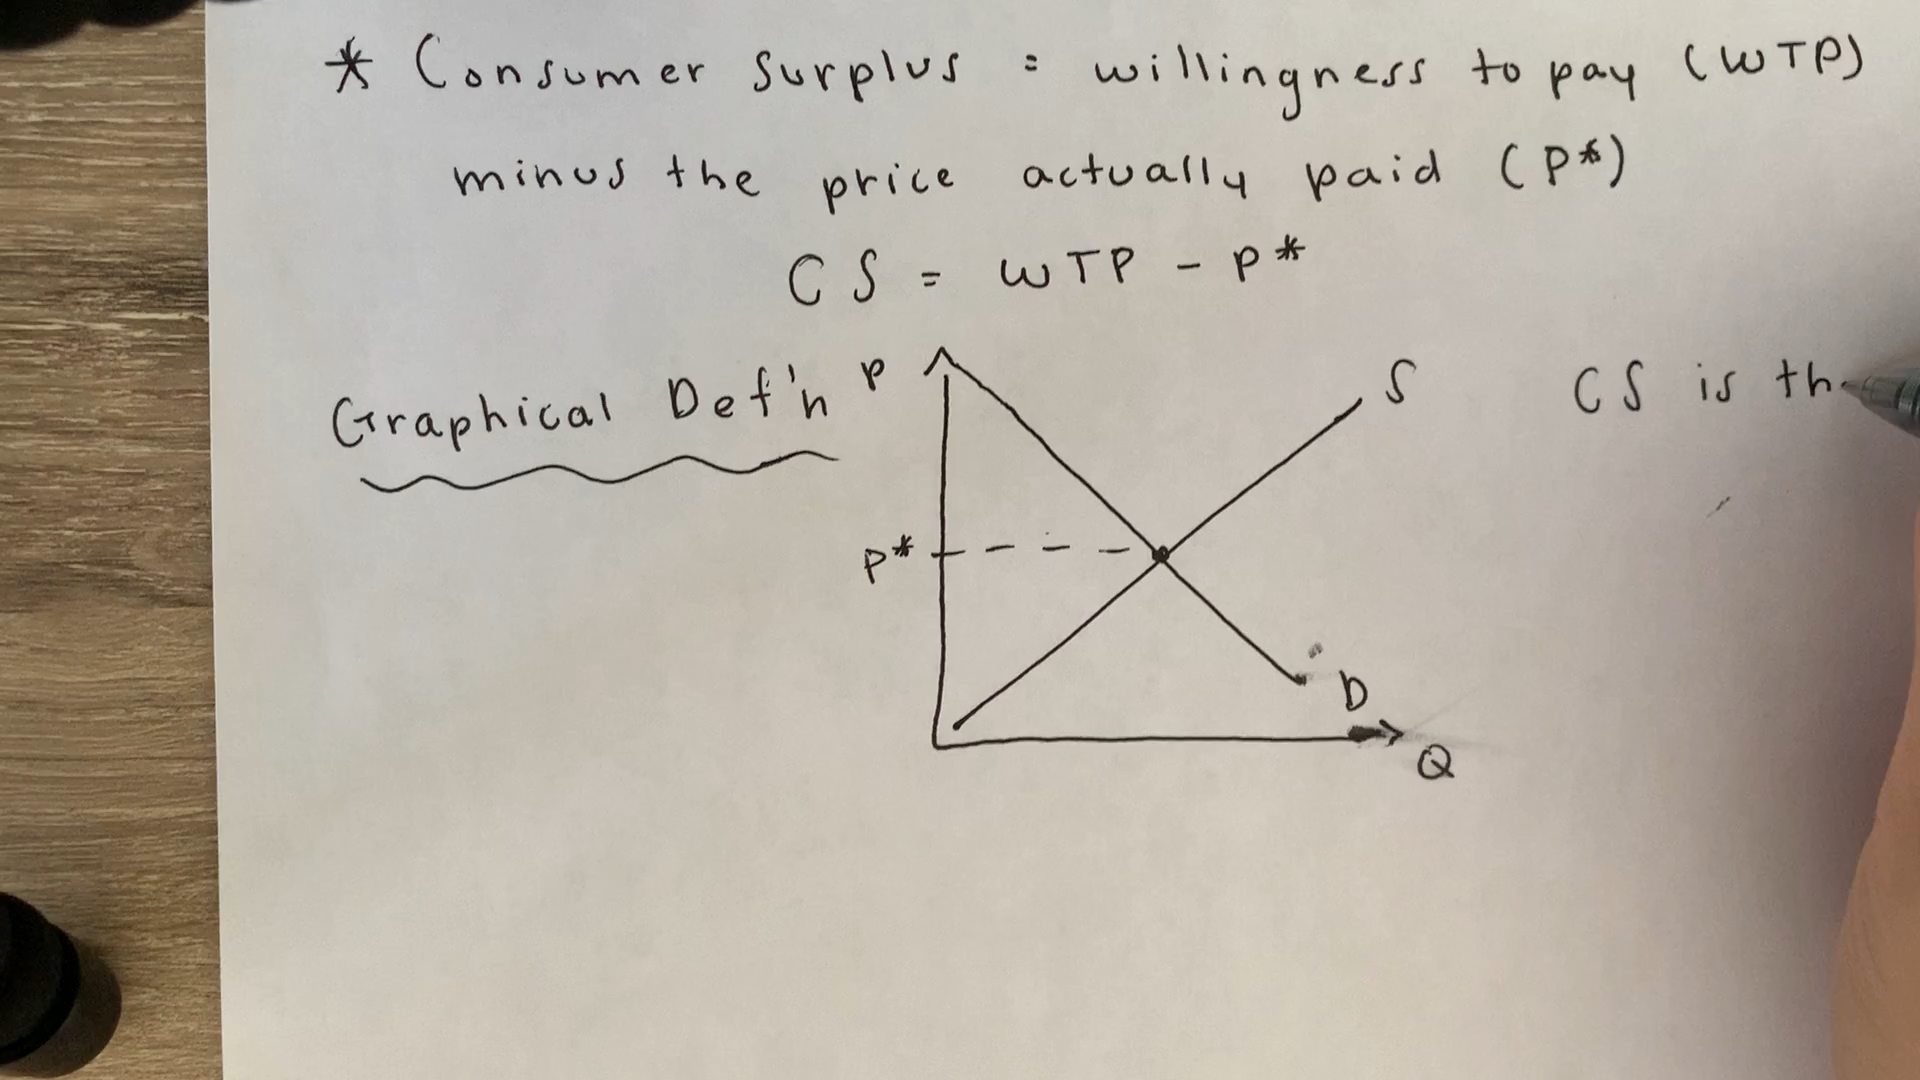 * Consumer Surplus = willingness to pay (WTP)
minus the price actually paid (P*)
CS = WTP - P*
Graphical Def'n
P
S
CS is th
P*
D
Q